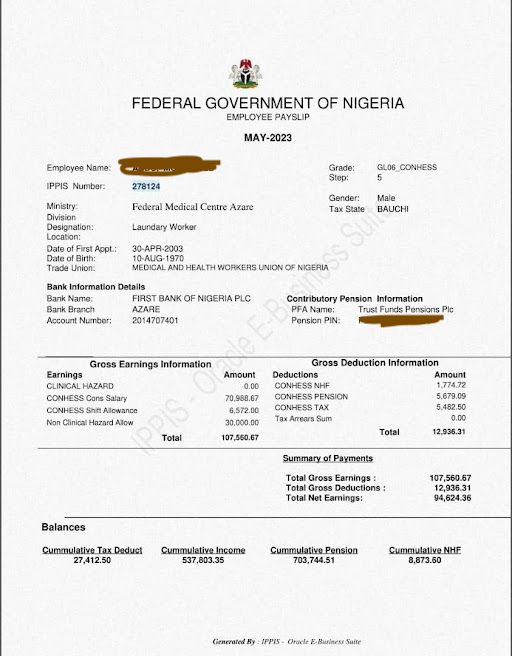 FEDERAL GOVERNMENT OF NIGERIA
EMPLOYEE PAYSLIP
MAY-2023
Employee Name:
Grade: GL06_CONHESS
IPPIS Number: 278124
Step: 5
Gender: Male
Ministry: Federal Medical Centre Azare
Tax State BAUCHI
Division
Designation: Laundary Worker
Location:
Date of First Appt.: 30-APR-2003
Date of Birth: 10-AUG-1970
Trade Union: MEDICAL AND HEALTH WORKERS UNION OF NIGERIA
Bank Information Details
Bank Name: FIRST BANK OF NIGERIA PLC
Bank Branch AZARE
Account Number: 2014707401
Contributory Pension Information
PFA Name: Trust Funds Pensions Plc
Pension PIN:
Gross Earnings Information
Earnings Amount
CLINICAL HAZARD 0.00
CONHESS Cons Salary 70,988.67
CONHESS Shift Allowance 6,572.00
Non Clinical Hazard Allow 30,000.00
Total 107,560.67
Gross Deduction Information
Deductions Amount
CONHESS NHF 1,774.72
CONHESS PENSION 5,679.09
CONHESS TAX 5,482.50
Tax Arrears Sum 0.00
Total 12,936.31
Summary of Payments
Total Gross Earnings : 107,560.67
Total Gross Deductions : 12,936.31
Total Net Earnings: 94,624.36
Balances
Cummulative Tax Deduct Cummulative Income Cummulative Pension Cummulative NHF
27,412.50 537,803.35 703,744.51 8,873.60
Generated By : IPPIS - Oracle E-Business Suite
IPPIS - Oracle E-Business Suite